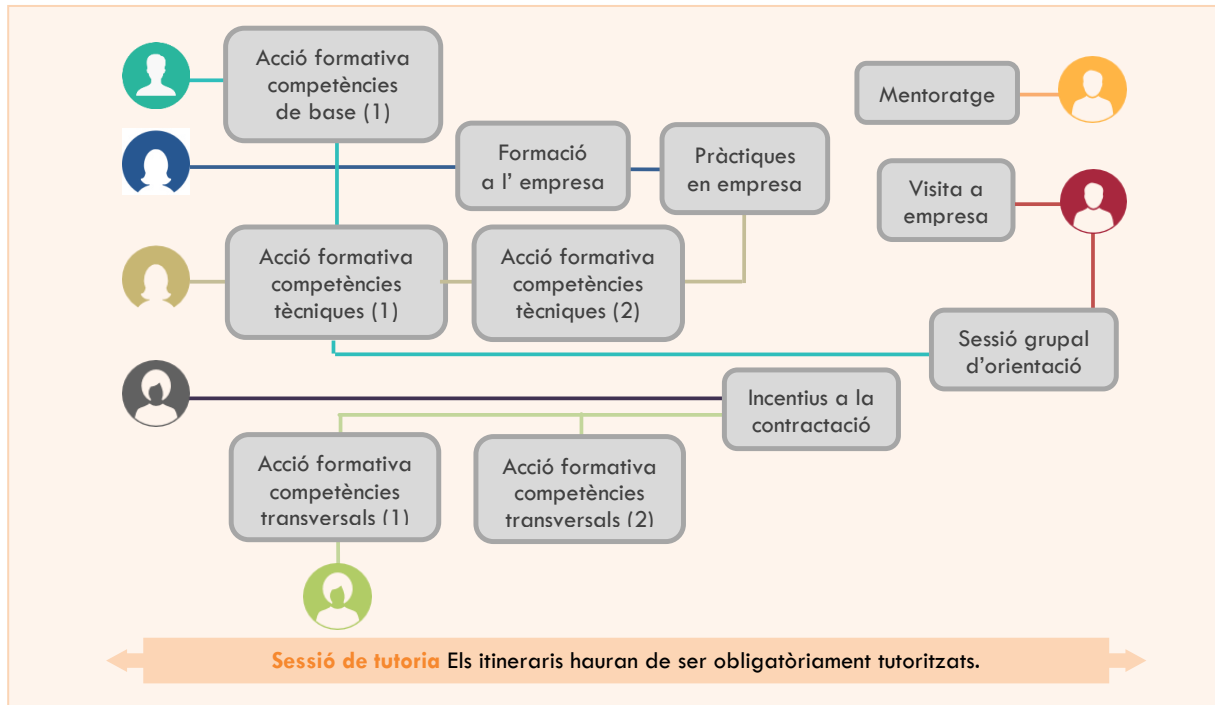 Acció formativa
competències
de base (1)
Mentoratge
Formació
a l' empresa
Pràctiques
en empresa
Visita a
empresa
Acció formativa
competències
tècniques (1)
Acció formativa
competències
tècniques (2)
Sessió grupal
d'orientació
Incentius a la
contractació
Acció formativa
competències
transversals (1)
Acció formativa
competències
transversals (2)
Sessió de tutoria Els itineraris hauran de ser obligatòriament tutoritzats.